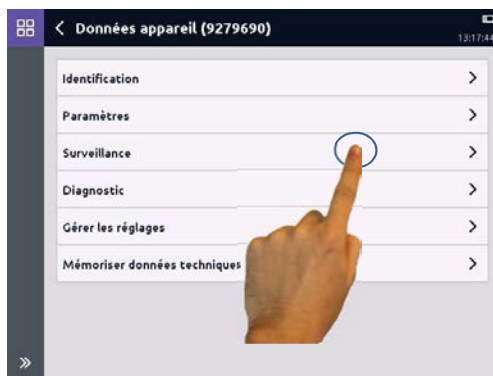 Données appareil (9279690)
13:17:44
Identification
Paramètres
Surveillance
Diagnostic
Gérer les réglages
Mémoriser données techniques